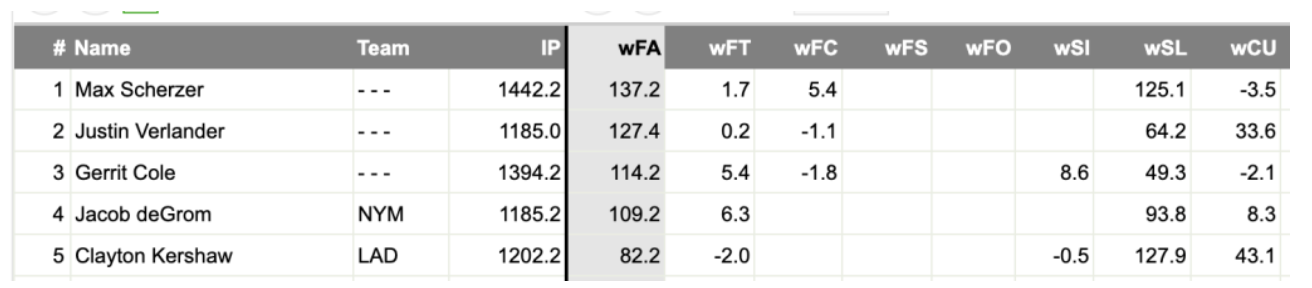 # Name Team IP wFA wFT wFC wFS wFO wSI wSL wCU
1 Max Scherzer - - - 1442.2 137.2 1.7 5.4 125.1 -3.5
2 Justin Verlander - - - 1185.0 127.4 0.2 -1.1 64.2 33.6
3 Gerrit Cole - - - 1394.2 114.2 5.4 -1.8 8.6 49.3 -2.1
4 Jacob deGrom NYM 1185.2 109.2 6.3 93.8 8.3
5 Clayton Kershaw LAD 1202.2 82.2 -2.0 -0.5 127.9 43.1